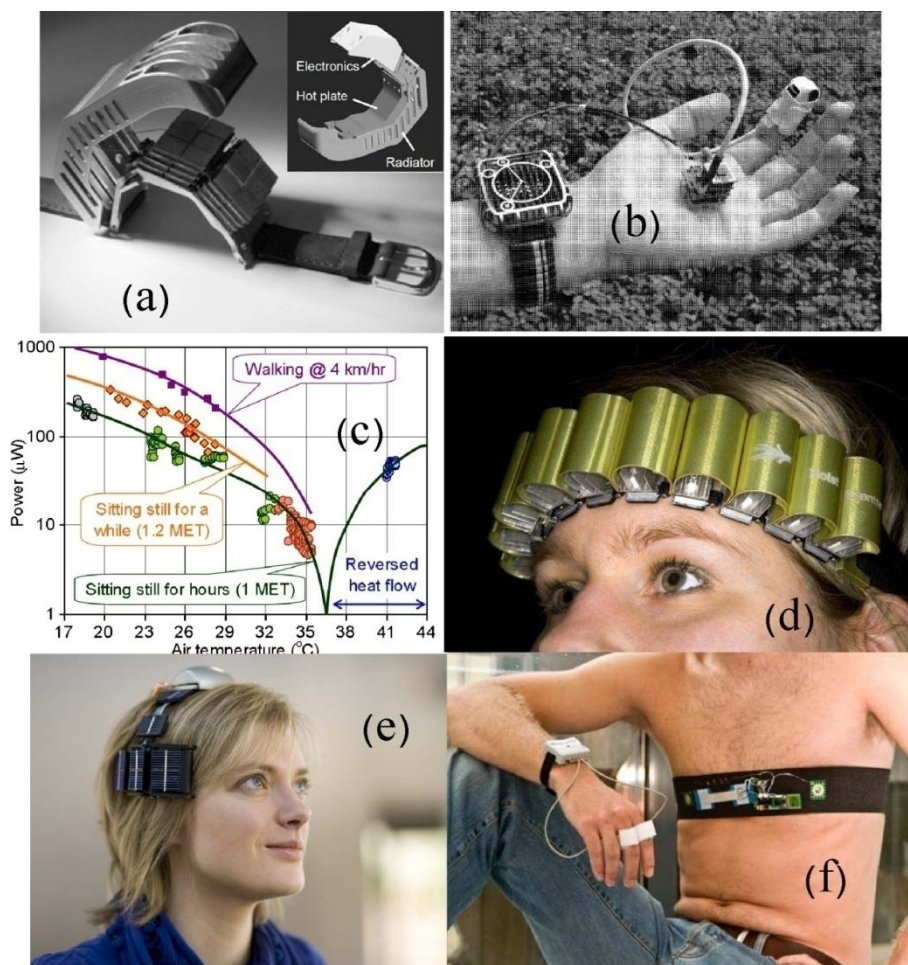 Electronics
Hot plate
Radiator
(a)
(b)
1000
100
10
1
Power (μW)
Walking @ 4 km/hr
(c)
Sitting still for a
while (1.2 MET)
Sitting still for hours (1 MET)
Reversed
heat flow
17 20 23 26 29 32 35 38 41 44
Air temperature (°C)
(d)
(e)
(f)